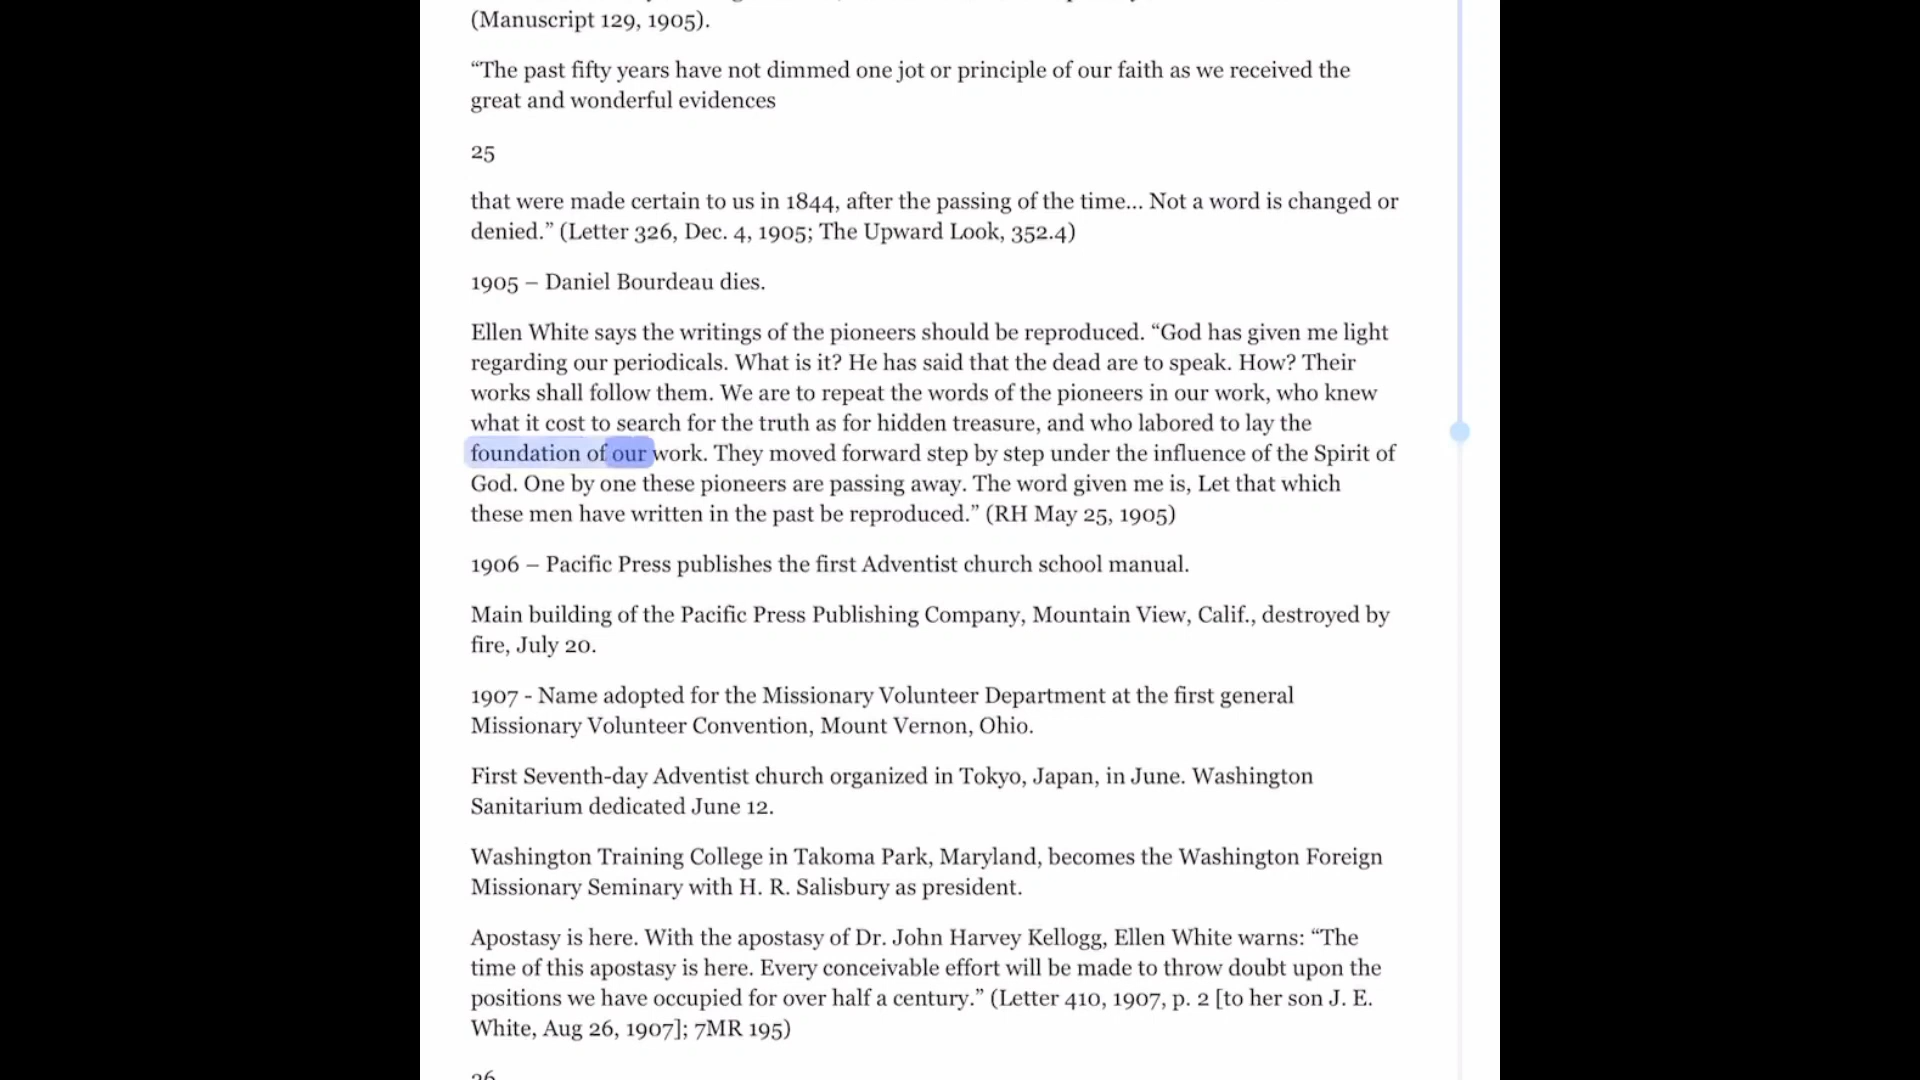 (Manuscript 129, 1905).
“The past fifty years have not dimmed one jot or principle of our faith as we received the
great and wonderful evidences
25
that were made certain to us in 1844, after the passing of the time... Not a word is changed or
denied.” (Letter 326, Dec. 4, 1905; The Upward Look, 352.4)
1905 – Daniel Bourdeau dies.
Ellen White says the writings of the pioneers should be reproduced. “God has given me light
regarding our periodicals. What is it? He has said that the dead are to speak. How? Their
works shall follow them. We are to repeat the words of the pioneers in our work, who knew
what it cost to search for the truth as for hidden treasure, and who labored to lay the
foundation of our work. They moved forward step by step under the influence of the Spirit of
God. One by one these pioneers are passing away. The word given me is, Let that which
these men have written in the past be reproduced.” (RH May 25, 1905)
1906 – Pacific Press publishes the first Adventist church school manual.
Main building of the Pacific Press Publishing Company, Mountain View, Calif., destroyed by
fire, July 20.
1907 - Name adopted for the Missionary Volunteer Department at the first general
Missionary Volunteer Convention, Mount Vernon, Ohio.
First Seventh-day Adventist church organized in Tokyo, Japan, in June. Washington
Sanitarium dedicated June 12.
Washington Training College in Takoma Park, Maryland, becomes the Washington Foreign
Missionary Seminary with H. R. Salisbury as president.
Apostasy is here. With the apostasy of Dr. John Harvey Kellogg, Ellen White warns: “The
time of this apostasy is here. Every conceivable effort will be made to throw doubt upon the
positions we have occupied for over half a century.” (Letter 410, 1907, p. 2 [to her son J. E.
White, Aug 26, 1907]; 7MR 195)
26